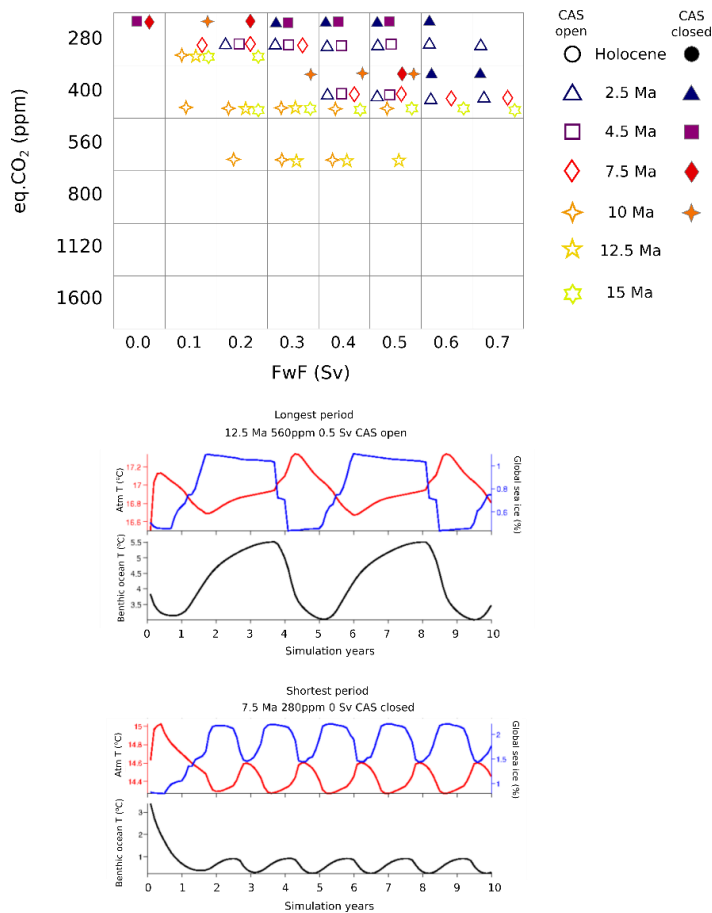 CAS open
CAS closed
Holocene
2.5 Ma
4.5 Ma
7.5 Ma
10 Ma
12.5 Ma
15 Ma
eq.CO2 (ppm)
280
400
560
800
1120
1600
0.0 0.1 0.2 0.3 0.4 0.5 0.6 0.7
FwF (Sv)
Longest period
12.5 Ma 560ppm 0.5 Sv CAS open
Atm T (°C)
17.2
17
16.8
16.6
Global sea ice (%)
1
0.8
0.6
Benthic ocean T (°C)
5.5
4.5
4
3.5
0 1 2 3 4 5 6 7 8 9 10
Simulation years
Shortest period
7.5 Ma 280ppm 0 Sv CAS closed
Atm T (°C)
15
14.8
14.6
14.4
Global sea ice (%)
2
1.5
1
Benthic ocean T (°C)
3
2
1
0 1 2 3 4 5 6 7 8 9 10
Simulation years